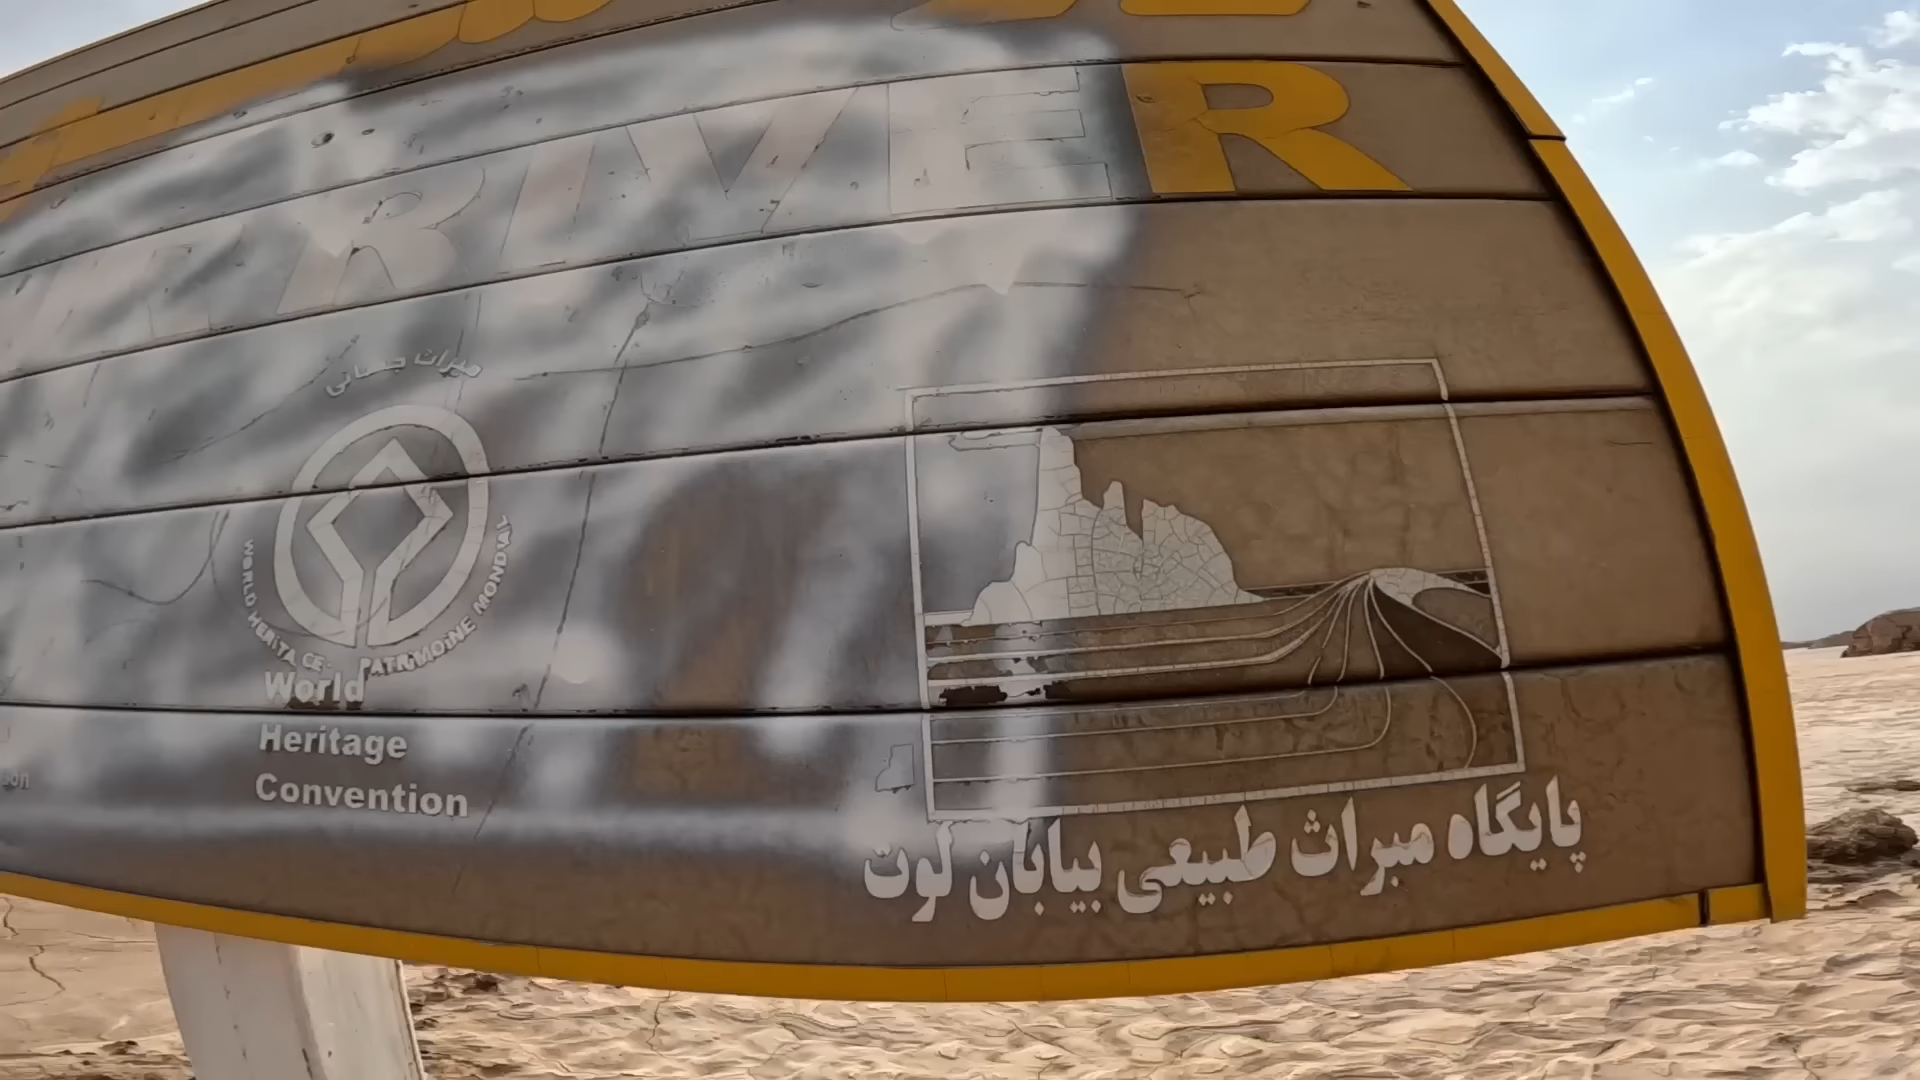 RIVER
میراث جهانی
WORLD HERITAGE · PATRIMOINE MONDIAL
World
Heritage
Convention
پایگاه میراث طبیعی بیابان لوت